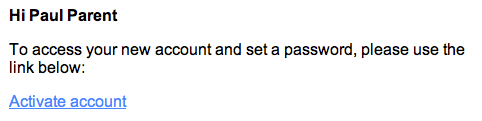 Hi Paul Parent
To access your new account and set a password, please use the
link below:
Activate account